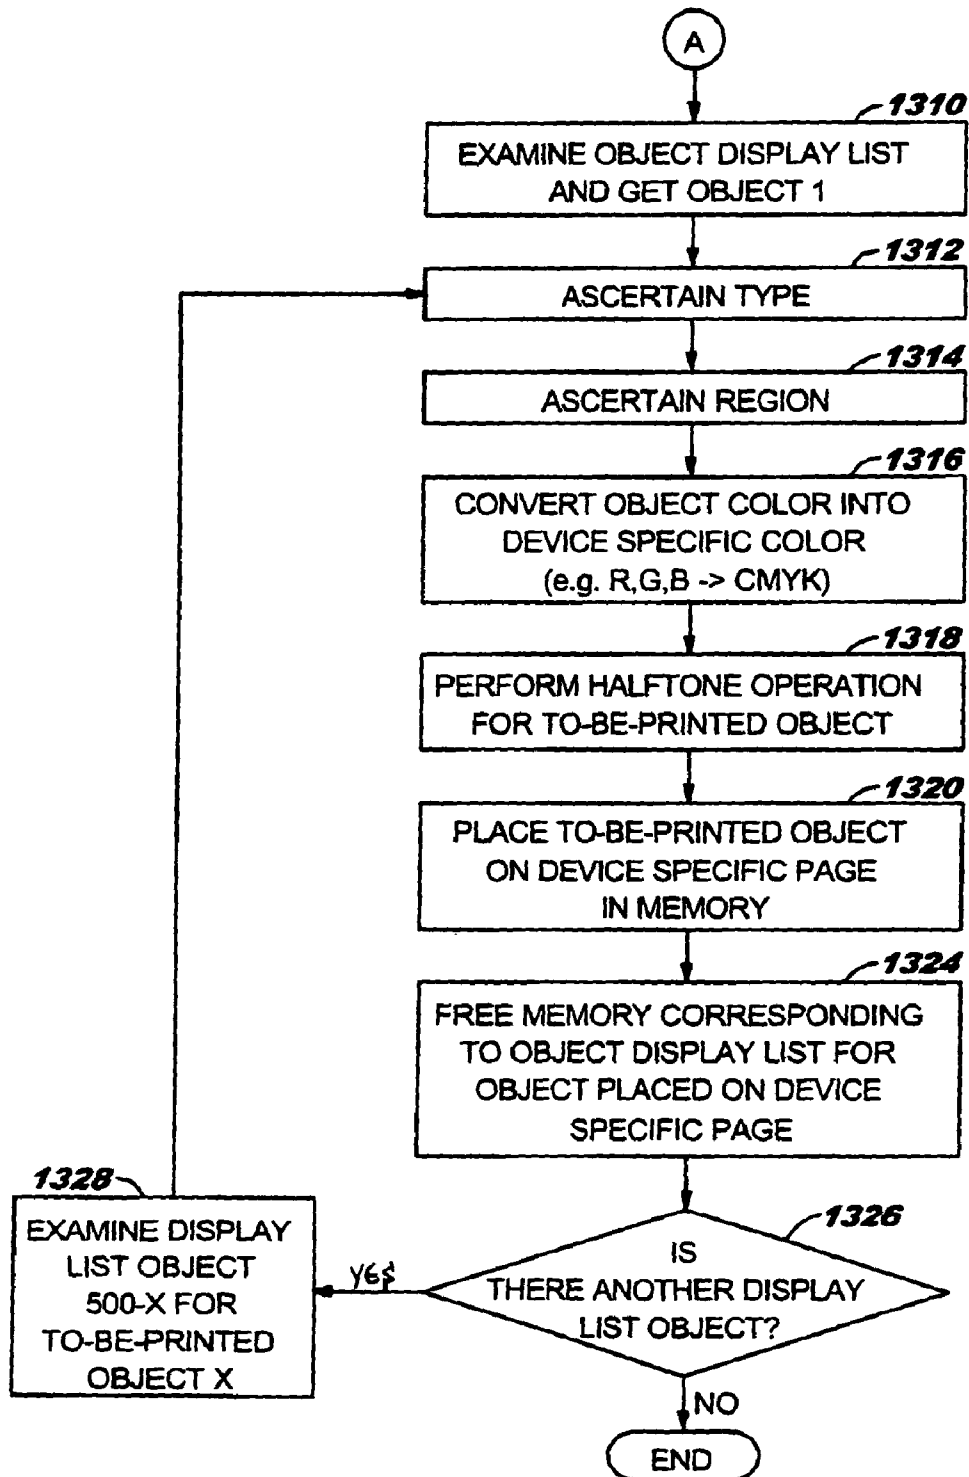 A
1310
EXAMINE OBJECT DISPLAY LIST
AND GET OBJECT 1
1312
ASCERTAIN TYPE
1314
ASCERTAIN REGION
1316
CONVERT OBJECT COLOR INTO
DEVICE SPECIFIC COLOR
(e.g. R,G,B -> CMYK)
1318
PERFORM HALFTONE OPERATION
FOR TO-BE-PRINTED OBJECT
1320
PLACE TO-BE-PRINTED OBJECT
ON DEVICE SPECIFIC PAGE
IN MEMORY
1324
FREE MEMORY CORRESPONDING
TO OBJECT DISPLAY LIST FOR
OBJECT PLACED ON DEVICE
SPECIFIC PAGE
1326
IS
THERE ANOTHER DISPLAY
LIST OBJECT?
YES
1328
EXAMINE DISPLAY
LIST OBJECT
500-X FOR
TO-BE-PRINTED
OBJECT X
NO
END